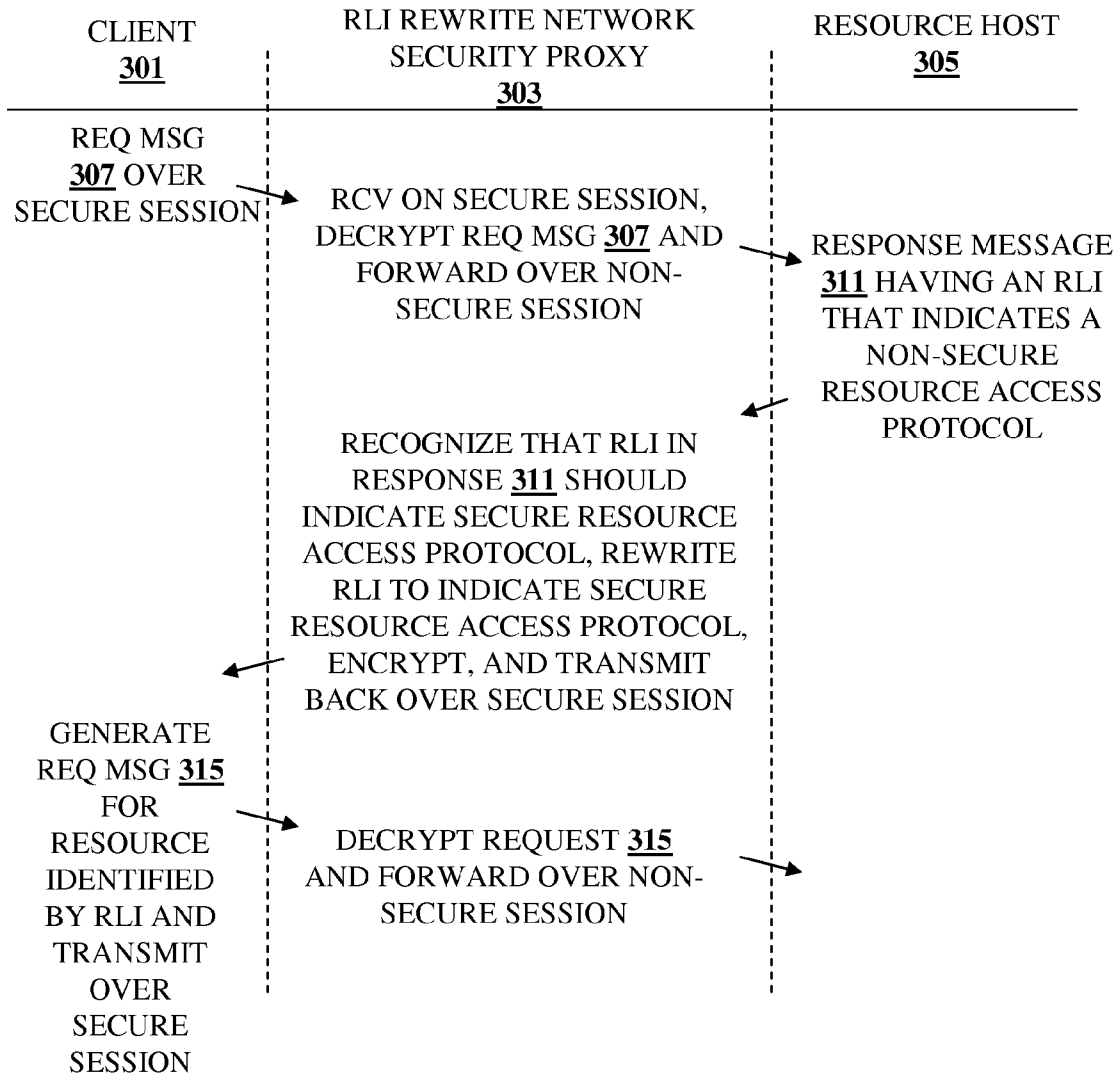 CLIENT
301
RLI REWRITE NETWORK
SECURITY PROXY
303
RESOURCE HOST
305
REQ MSG
307 OVER
SECURE SESSION
RCV ON SECURE SESSION,
DECRYPT REQ MSG 307 AND
FORWARD OVER NON-
SECURE SESSION
RESPONSE MESSAGE
311 HAVING AN RLI
THAT INDICATES A
NON-SECURE
RESOURCE ACCESS
PROTOCOL
RECOGNIZE THAT RLI IN
RESPONSE 311 SHOULD
INDICATE SECURE RESOURCE
ACCESS PROTOCOL, REWRITE
RLI TO INDICATE SECURE
RESOURCE ACCESS PROTOCOL,
ENCRYPT, AND TRANSMIT
BACK OVER SECURE SESSION
GENERATE
REQ MSG 315
FOR
RESOURCE
IDENTIFIED
BY RLI AND
TRANSMIT
OVER
SECURE
SESSION
DECRYPT REQUEST 315
AND FORWARD OVER NON-
SECURE SESSION